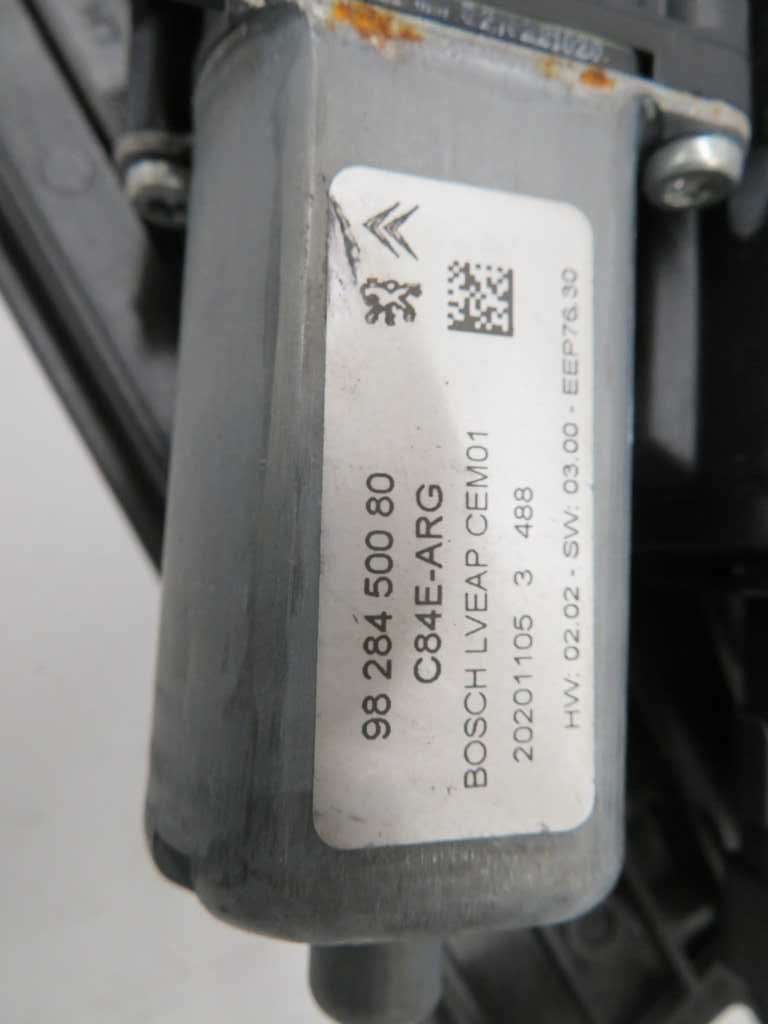 98 284 500 80
C84E-ARG
BOSCH LVEAP CEM01
20201105 3 488
HW: 02.02 - SW: 03.00 - EEP76.30